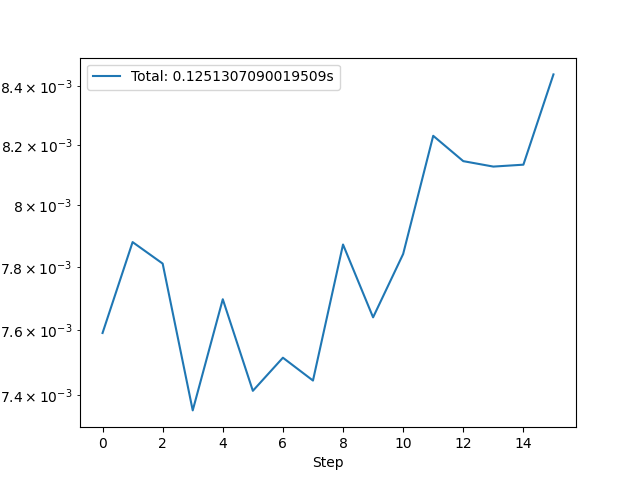 Total: 0.1251307090019509s
8.4 × 10⁻³
8.2 × 10⁻³
8 × 10⁻³
7.8 × 10⁻³
7.6 × 10⁻³
7.4 × 10⁻³
0 2 4 6 8 10 12 14
Step